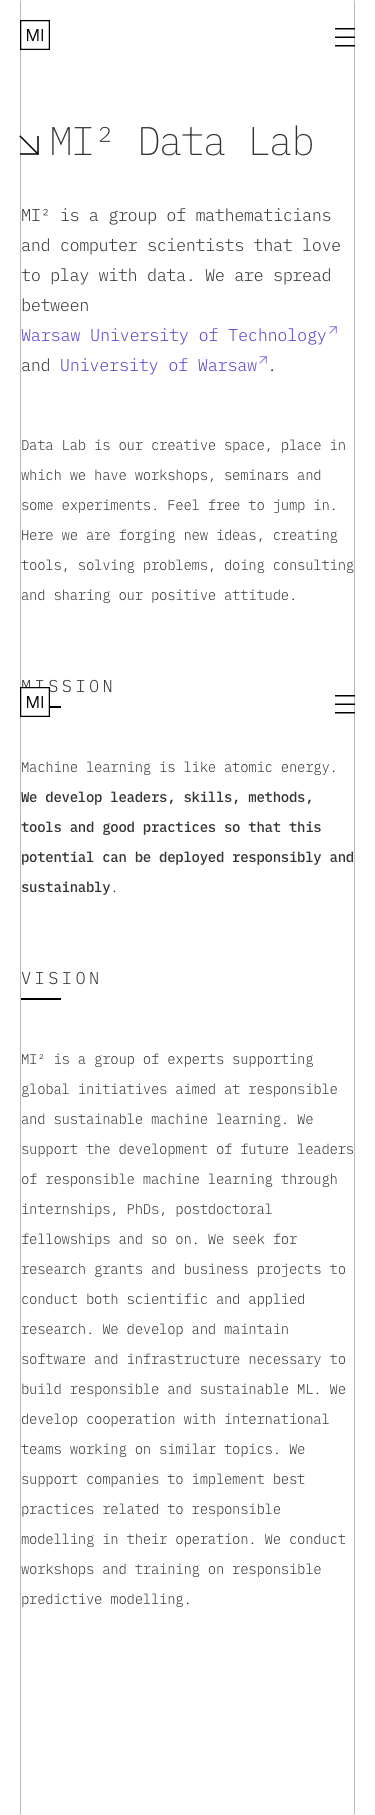 MI
MI² Data Lab
MI² is a group of mathematicians
and computer scientists that love
to play with data. We are spread
between
Warsaw University of Technology
and University of Warsaw.
Data Lab is our creative space, place in
which we have workshops, seminars and
some experiments. Feel free to jump in.
Here we are forging new ideas, creating
tools, solving problems, doing consulting
and sharing our positive attitude.
MISSION
MI
Machine learning is like atomic energy.
We develop leaders, skills, methods,
tools and good practices so that this
potential can be deployed responsibly and
sustainably.
VISION
MI² is a group of experts supporting
global initiatives aimed at responsible
and sustainable machine learning. We
support the development of future leaders
of responsible machine learning through
internships, PhDs, postdoctoral
fellowships and so on. We seek for
research grants and business projects to
conduct both scientific and applied
research. We develop and maintain
software and infrastructure necessary to
build responsible and sustainable ML. We
develop cooperation with international
teams working on similar topics. We
support companies to implement best
practices related to responsible
modelling in their operation. We conduct
workshops and training on responsible
predictive modelling.